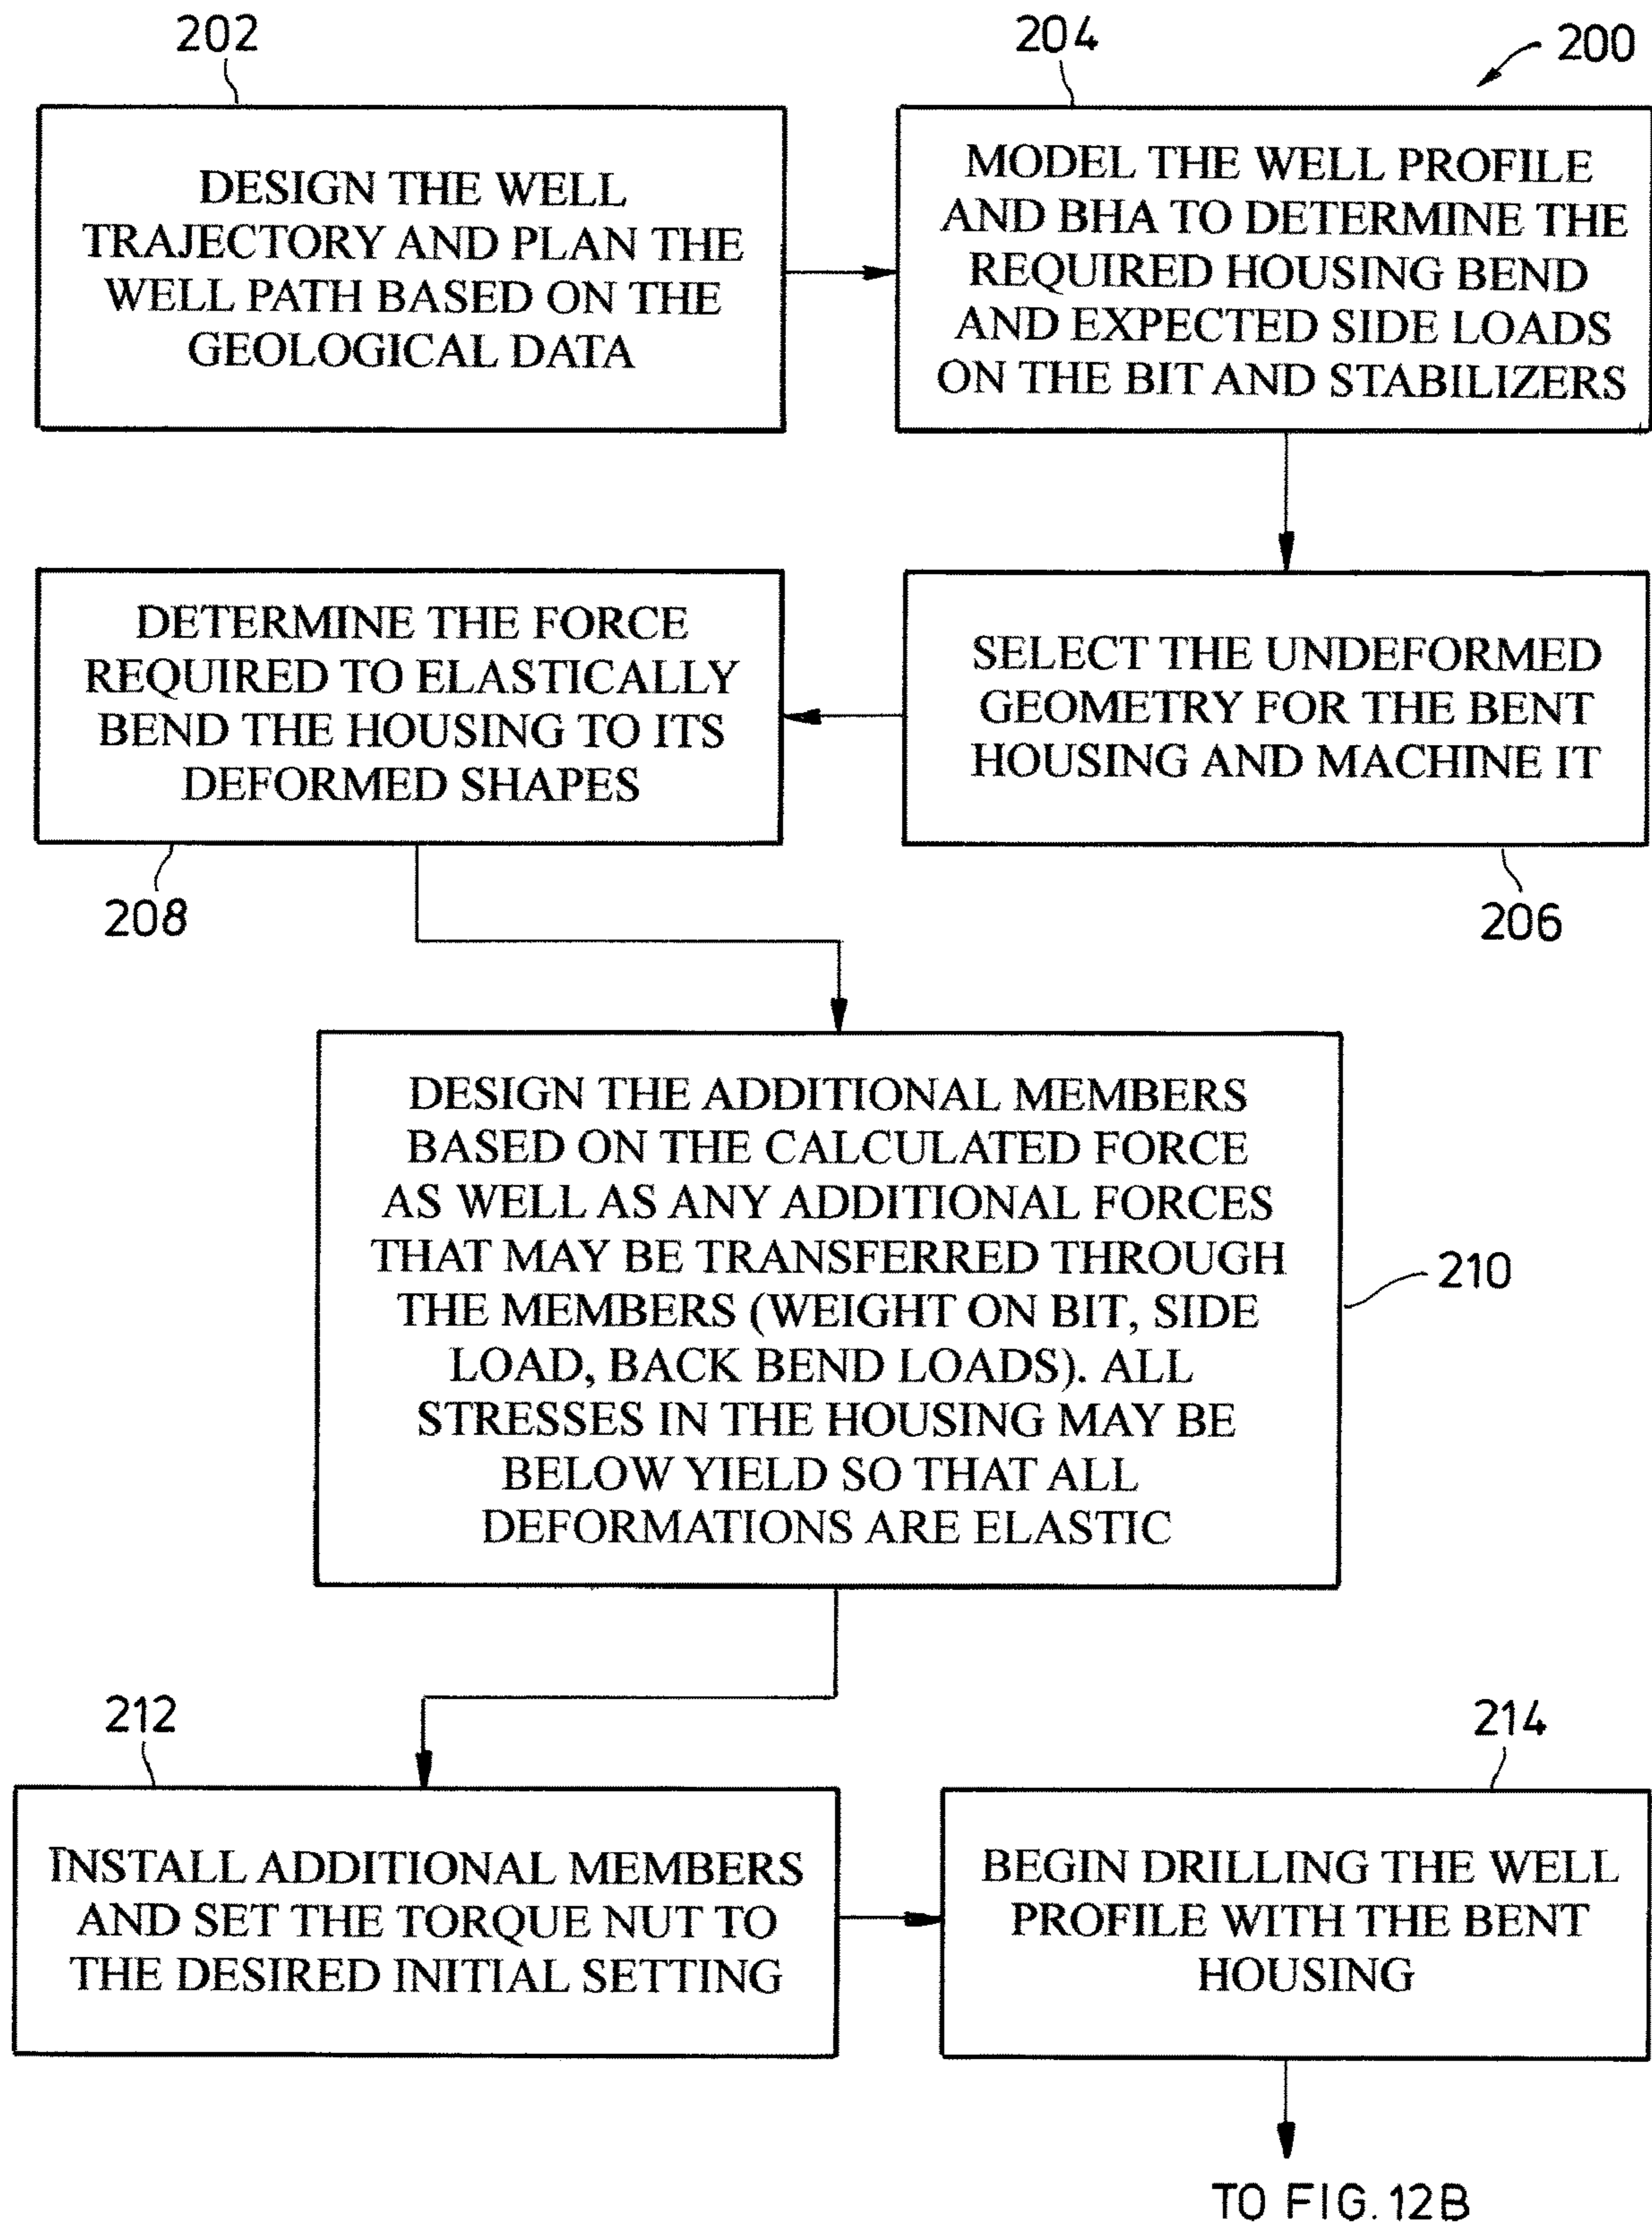 202
204
200
DESIGN THE WELL
TRAJECTORY AND PLAN THE
WELL PATH BASED ON THE
GEOLOGICAL DATA
MODEL THE WELL PROFILE
AND BHA TO DETERMINE THE
REQUIRED HOUSING BEND
AND EXPECTED SIDE LOADS
ON THE BIT AND STABILIZERS
DETERMINE THE FORCE
REQUIRED TO ELASTICALLY
BEND THE HOUSING TO ITS
DEFORMED SHAPES
SELECT THE UNDEFORMED
GEOMETRY FOR THE BENT
HOUSING AND MACHINE IT
208
206
DESIGN THE ADDITIONAL MEMBERS
BASED ON THE CALCULATED FORCE
AS WELL AS ANY ADDITIONAL FORCES
THAT MAY BE TRANSFERRED THROUGH
THE MEMBERS (WEIGHT ON BIT, SIDE
LOAD, BACK BEND LOADS). ALL
STRESSES IN THE HOUSING MAY BE
BELOW YIELD SO THAT ALL
DEFORMATIONS ARE ELASTIC
210
212
214
INSTALL ADDITIONAL MEMBERS
AND SET THE TORQUE NUT TO
THE DESIRED INITIAL SETTING
BEGIN DRILLING THE WELL
PROFILE WITH THE BENT
HOUSING
TO FIG. 12B